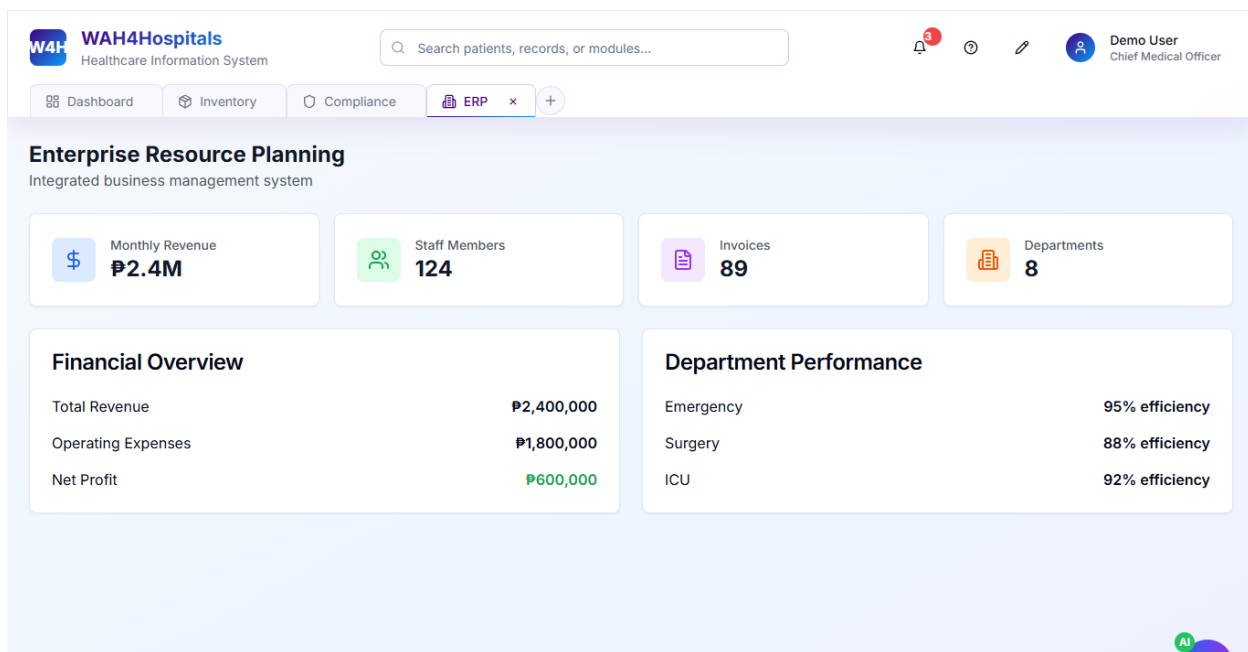 W4H
WAH4Hospitals
Healthcare Information System
Search patients, records, or modules...
3
Demo User
Chief Medical Officer
Dashboard
Inventory
Compliance
ERP
Enterprise Resource Planning
Integrated business management system
Monthly Revenue
₱2.4M
Staff Members
124
Invoices
89
Departments
8
Financial Overview
Total Revenue ₱2,400,000
Operating Expenses ₱1,800,000
Net Profit ₱600,000
Department Performance
Emergency 95% efficiency
Surgery 88% efficiency
ICU 92% efficiency
AI